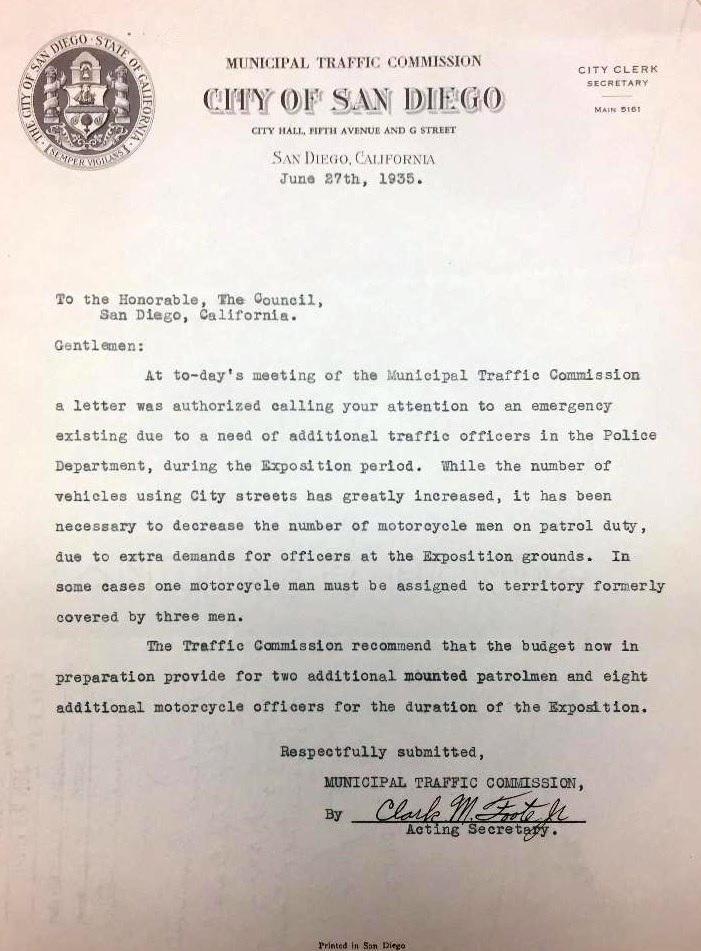 THE CITY OF SAN DIEGO · STATE OF CALIFORNIA
SEMPER VIGILANS
MUNICIPAL TRAFFIC COMMISSION
CITY OF SAN DIEGO
CITY HALL, FIFTH AVENUE AND G STREET
SAN DIEGO, CALIFORNIA
CITY CLERK
SECRETARY
MAIN 5161
June 27th, 1935.
To the Honorable, The Council,
San Diego, California.
Gentlemen:
At to-day's meeting of the Municipal Traffic Commission
a letter was authorized calling your attention to an emergency
existing due to a need of additional traffic officers in the Police
Department, during the Exposition period. While the number of
vehicles using City streets has greatly increased, it has been
necessary to decrease the number of motorcycle men on patrol duty,
due to extra demands for officers at the Exposition grounds. In
some cases one motorcycle man must be assigned to territory formerly
covered by three men.
The Traffic Commission recommend that the budget now in
preparation provide for two additional mounted patrolmen and eight
additional motorcycle officers for the duration of the Exposition.
Respectfully submitted,
MUNICIPAL TRAFFIC COMMISSION,
By Clark M. Foote Jr
Acting Secretary.
Printed in San Diego